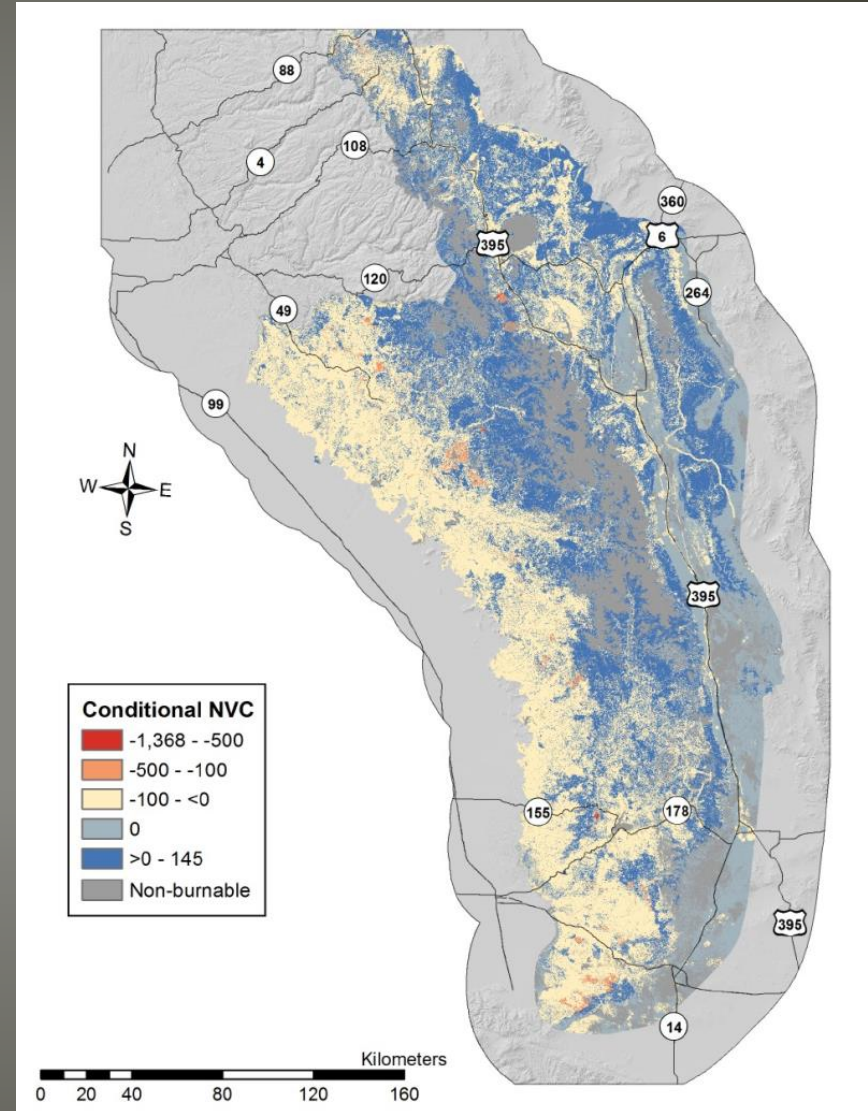 88
4
108
360
6
395
120
264
49
99
N
W E
S
395
Conditional NVC
-1,368 - -500
-500 - -100
-100 - <0
0
>0 - 145
Non-burnable
155
178
395
14
Kilometers
0 20 40 80 120 160